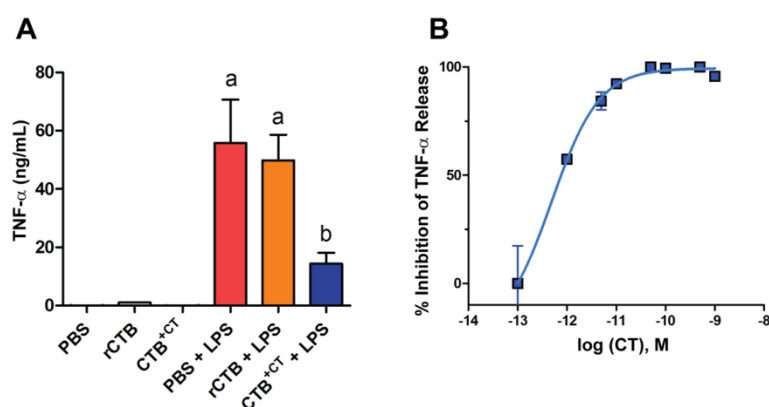 A
TNF-α (ng/mL)
80
60
40
20
0
a
a
b
PBS
rCTB
CTB+CT
PBS + LPS
rCTB + LPS
CTB+CT + LPS
B
% Inhibition of TNF-α Release
100
50
0
-14
-13
-12
-11
-10
-9
-8
log (CT), M